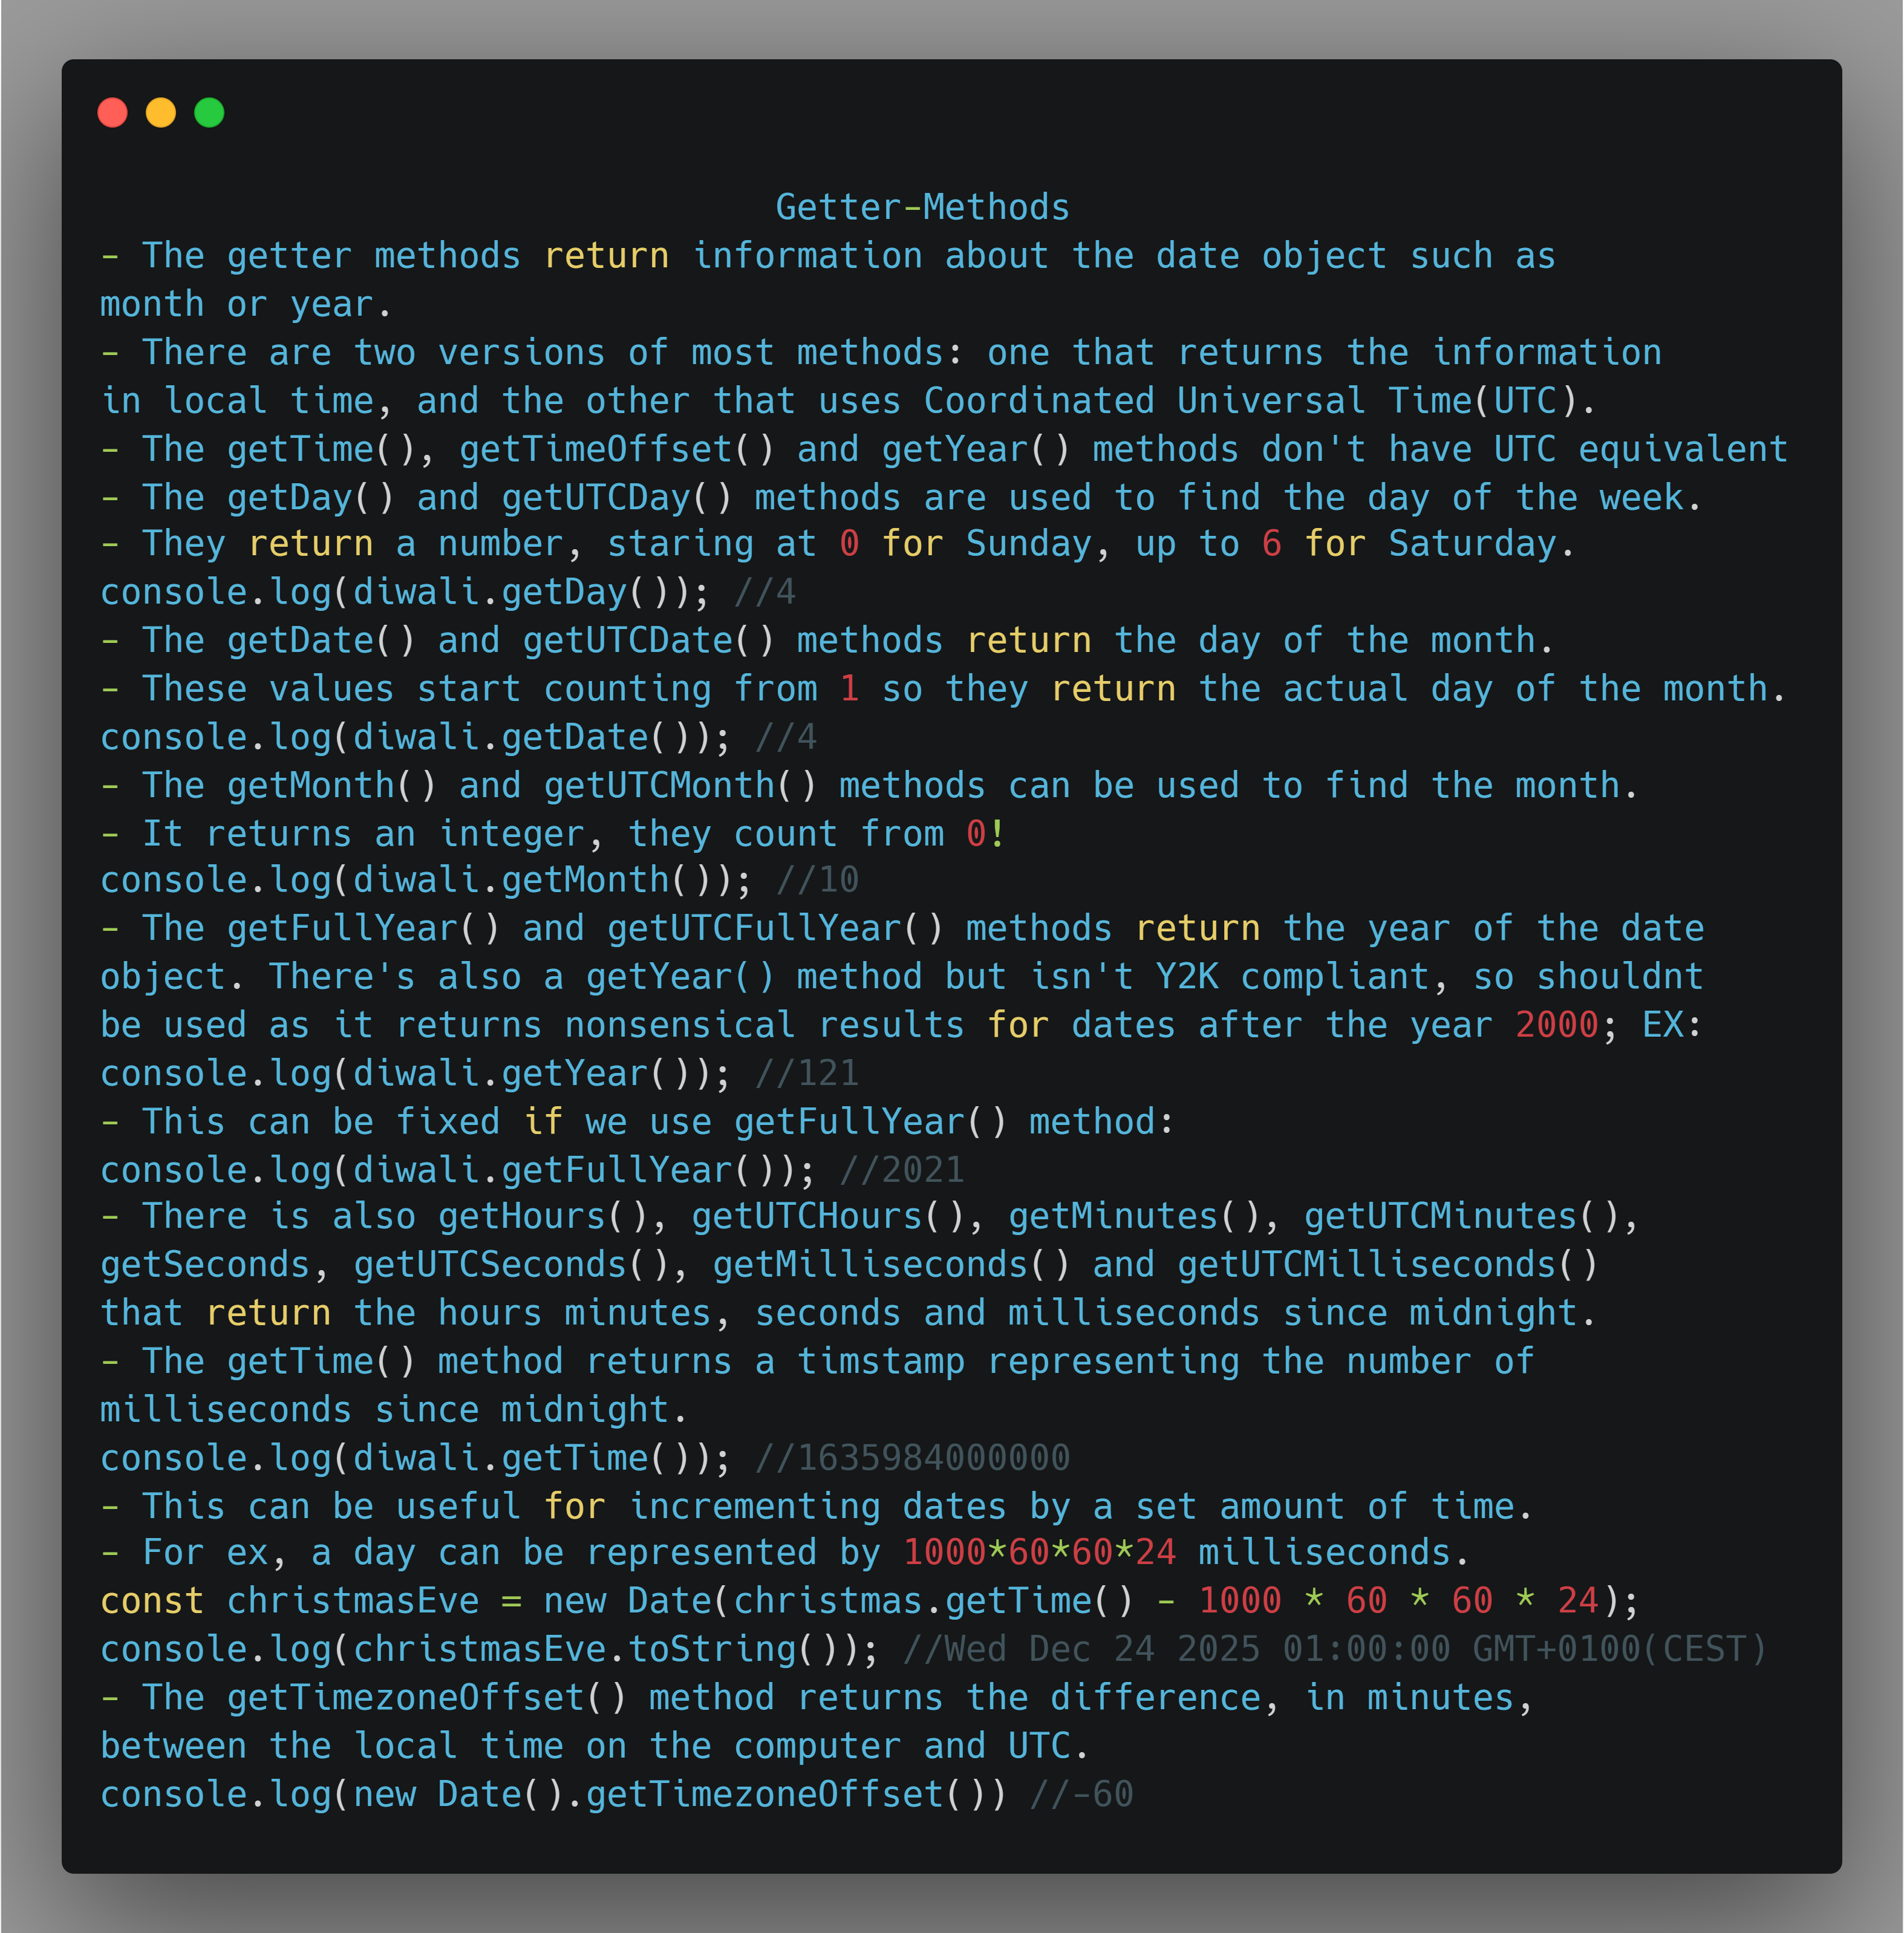 Getter-Methods
- The getter methods return information about the date object such as
month or year.
- There are two versions of most methods: one that returns the information
in local time, and the other that uses Coordinated Universal Time(UTC).
- The getTime(), getTimeOffset() and getYear() methods don't have UTC equivalent
- The getDay() and getUTCDay() methods are used to find the day of the week.
- They return a number, staring at 0 for Sunday, up to 6 for Saturday.
console.log(diwali.getDay()); //4
- The getDate() and getUTCDate() methods return the day of the month.
- These values start counting from 1 so they return the actual day of the month.
console.log(diwali.getDate()); //4
- The getMonth() and getUTCMonth() methods can be used to find the month.
- It returns an integer, they count from 0!
console.log(diwali.getMonth()); //10
- The getFullYear() and getUTCFullYear() methods return the year of the date
object. There's also a getYear() method but isn't Y2K compliant, so shouldnt
be used as it returns nonsensical results for dates after the year 2000; EX:
console.log(diwali.getYear()); //121
- This can be fixed if we use getFullYear() method:
console.log(diwali.getFullYear()); //2021
- There is also getHours(), getUTCHours(), getMinutes(), getUTCMinutes(),
getSeconds, getUTCSeconds(), getMilliseconds() and getUTCMilliseconds()
that return the hours minutes, seconds and milliseconds since midnight.
- The getTime() method returns a timstamp representing the number of
milliseconds since midnight.
console.log(diwali.getTime()); //1635984000000
- This can be useful for incrementing dates by a set amount of time.
- For ex, a day can be represented by 1000*60*60*24 milliseconds.
const christmasEve = new Date(christmas.getTime() - 1000 * 60 * 60 * 24);
console.log(christmasEve.toString()); //Wed Dec 24 2025 01:00:00 GMT+0100(CEST)
- The getTimezoneOffset() method returns the difference, in minutes,
between the local time on the computer and UTC.
console.log(new Date().getTimezoneOffset()) //-60